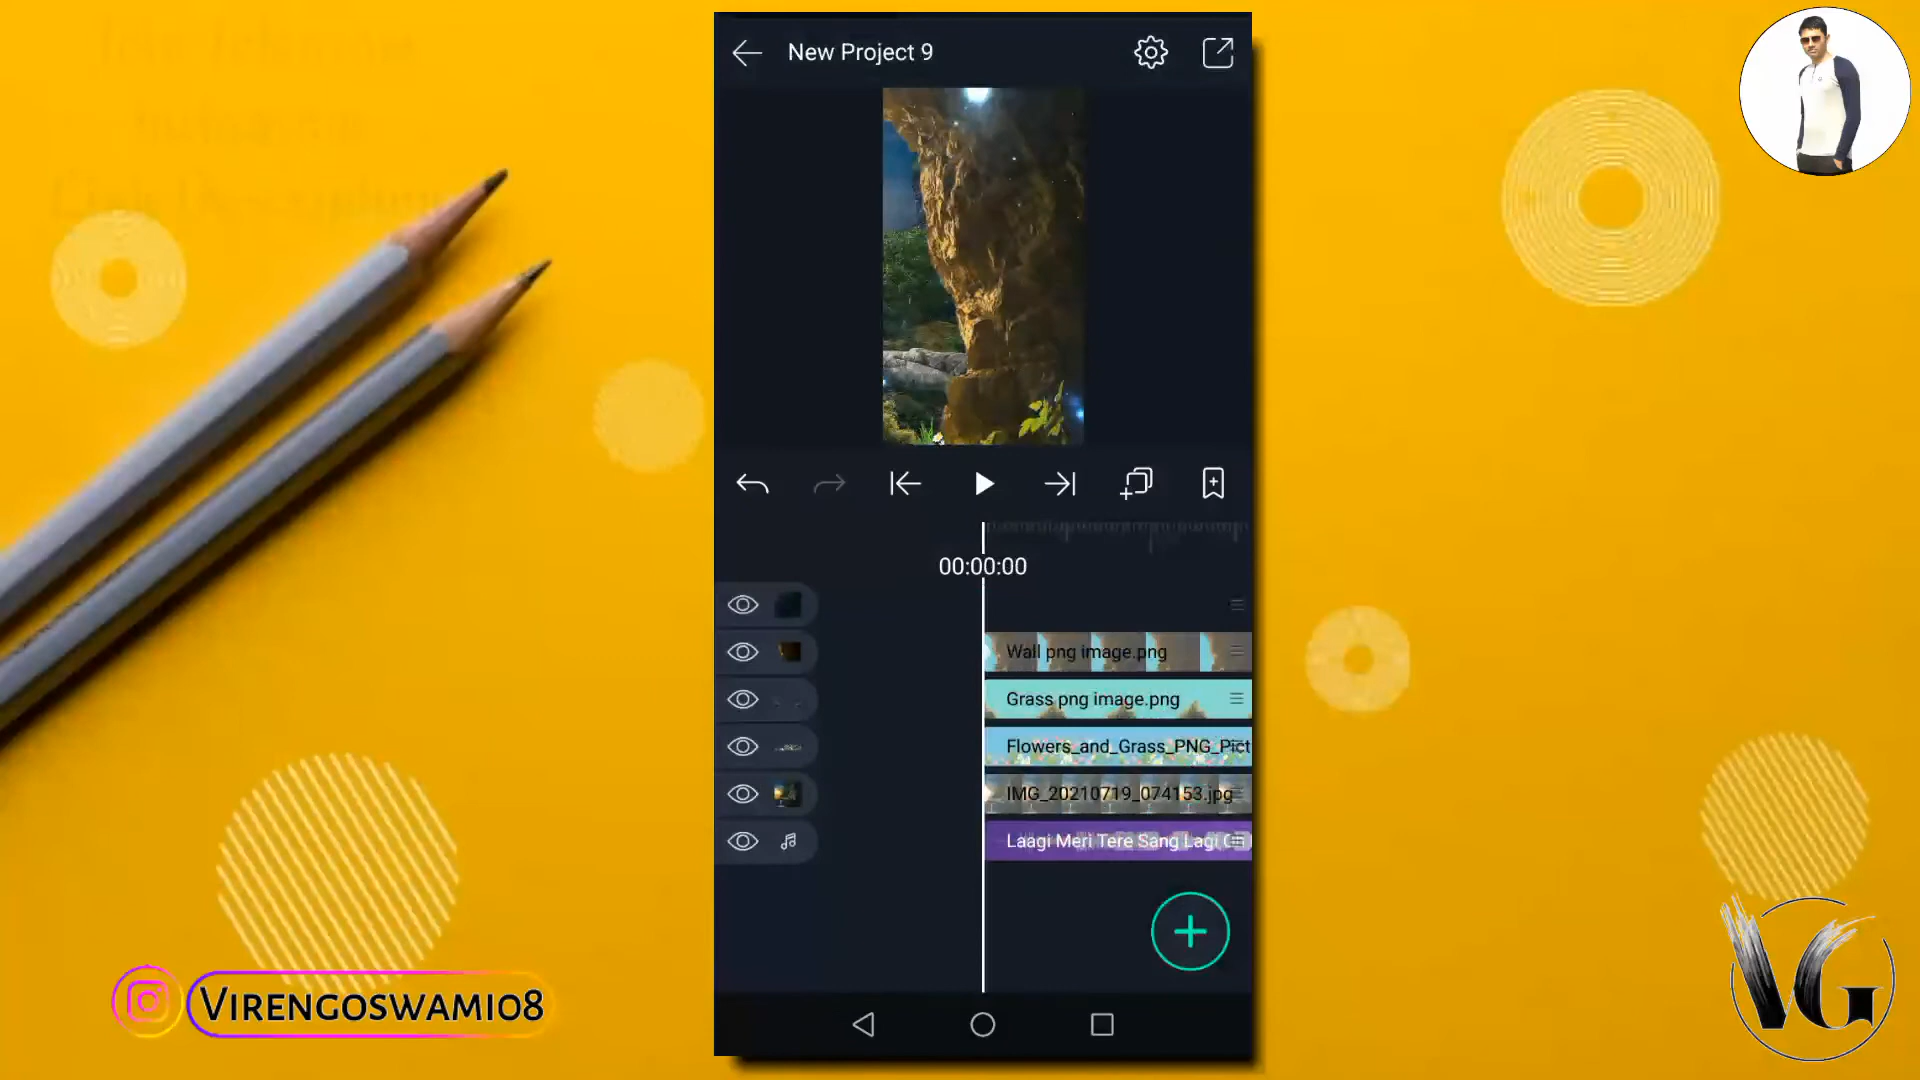 New Project 9
00:00:00
Wall png image.png
Grass png image.png
Flowers_and_Grass_PNG_Pict
IMG_20210719_074153.jpg
Laagi Meri Tere Sang Lagi
VIRENGOSWAMI08
VG